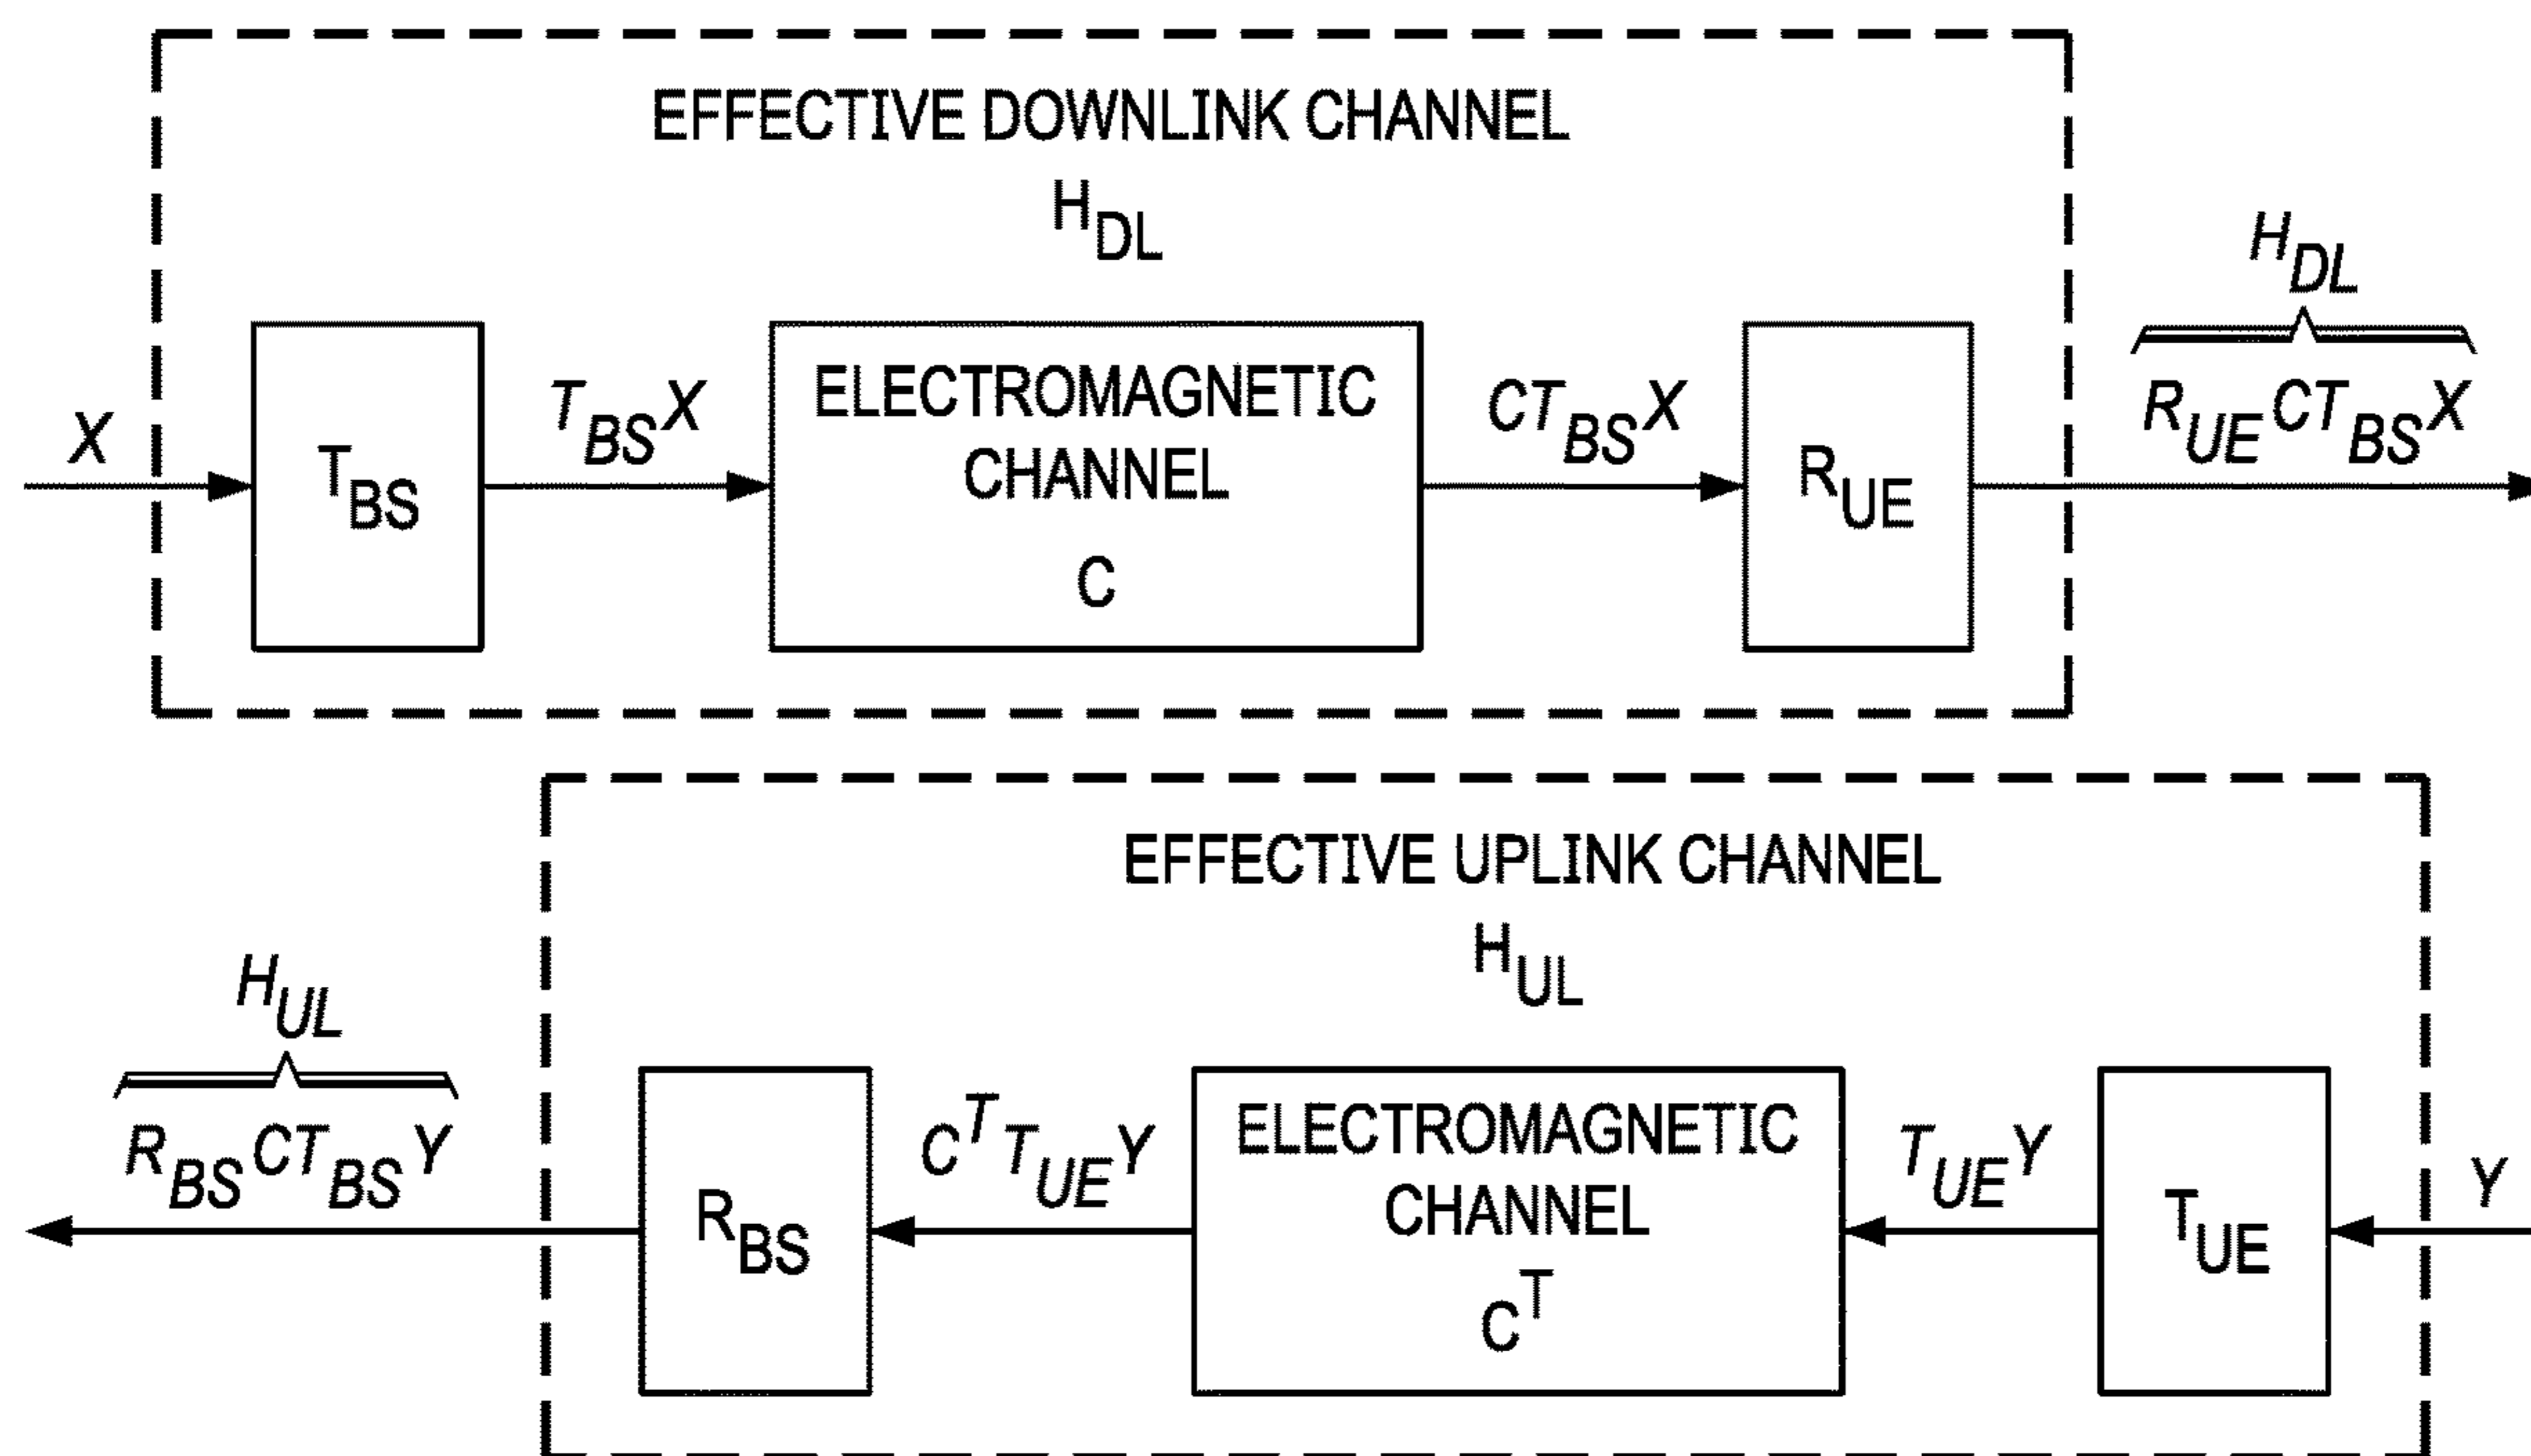 EFFECTIVE DOWNLINK CHANNEL
H_DL
H_DL
X
T_BS
T_BS X
ELECTROMAGNETIC
CHANNEL
C
CT_BS X
R_UE
R_UE CT_BS X
EFFECTIVE UPLINK CHANNEL
H_UL
H_UL
R_BS CT_BS Y
R_BS
C^T T_UE Y
ELECTROMAGNETIC
CHANNEL
C^T
T_UE Y
T_UE
Y